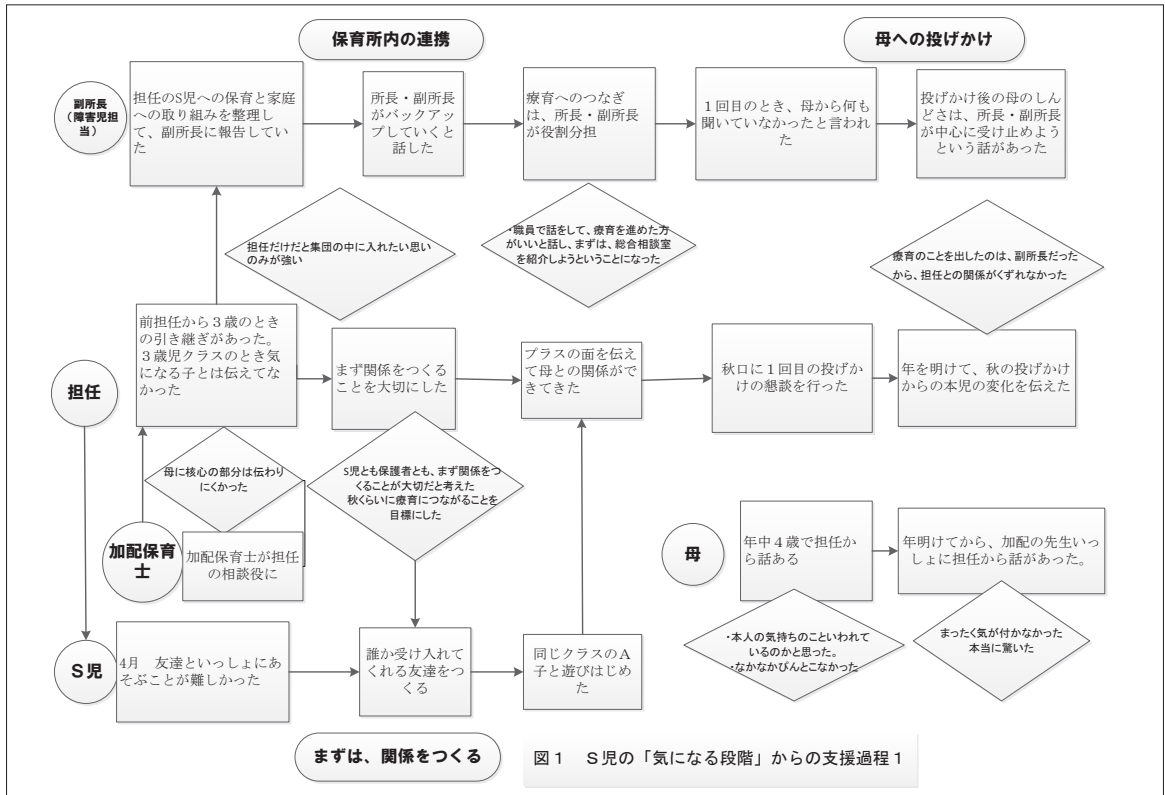 保育所内の連携
母への投げかけ
副所長
（障害児担
当）
担任のS児への保育と家庭
への取り組みを整理し
て、副所長に報告してい
た
所長・副所長
がバックアッ
プしていくと
話した
療育へのつなぎ
は、所長・副所長
が役割分担
１回目のとき、母から何も
聞いていなかったと言われ
た
投げかけ後の母のしん
どさは、所長・副所長
が中心に受け止めよう
という話があった
担任だけだと集団の中に入れたい思い
のみが強い
・職員で話をして、療育を進めた方
がいいと話し、まずは、総合相談室
を紹介しようということになった
療育のことを出したのは、副所長だった
から、担任との関係がくずれなかった
担任
前担任から３歳のとき
の引き継ぎがあった。
３歳児クラスのとき気
になる子とは伝えてな
かった
まず関係をつくる
ことを大切にした
プラスの面を伝え
て母との関係がで
きてきた
秋口に１回目の投げか
けの懇談を行った
年を明けて、秋の投げかけ
からの本児の変化を伝えた
母に核心の部分は伝わり
にくかった
S児とも保護者とも、まず関係をつ
くることが大切だと考えた
秋くらいに療育につながることを
目標にした
加配保育
士
加配保育士が担任
の相談役に
母
年中４歳で担任か
ら話ある
年明けてから、加配の先生いっ
しょに担任から話があった。
・本人の気持ちのこといわれて
いるのかと思った。
・なかなかぴんとこなかった
まったく気が付かなかった
本当に驚いた
Ｓ児
4月　友達といっしょにあ
そぶことが難しかった
誰か受け入れて
くれる友達をつ
くる
同じクラスのＡ
子と遊びはじめ
た
まずは、関係をつくる
図１　Ｓ児の「気になる段階」からの支援過程１